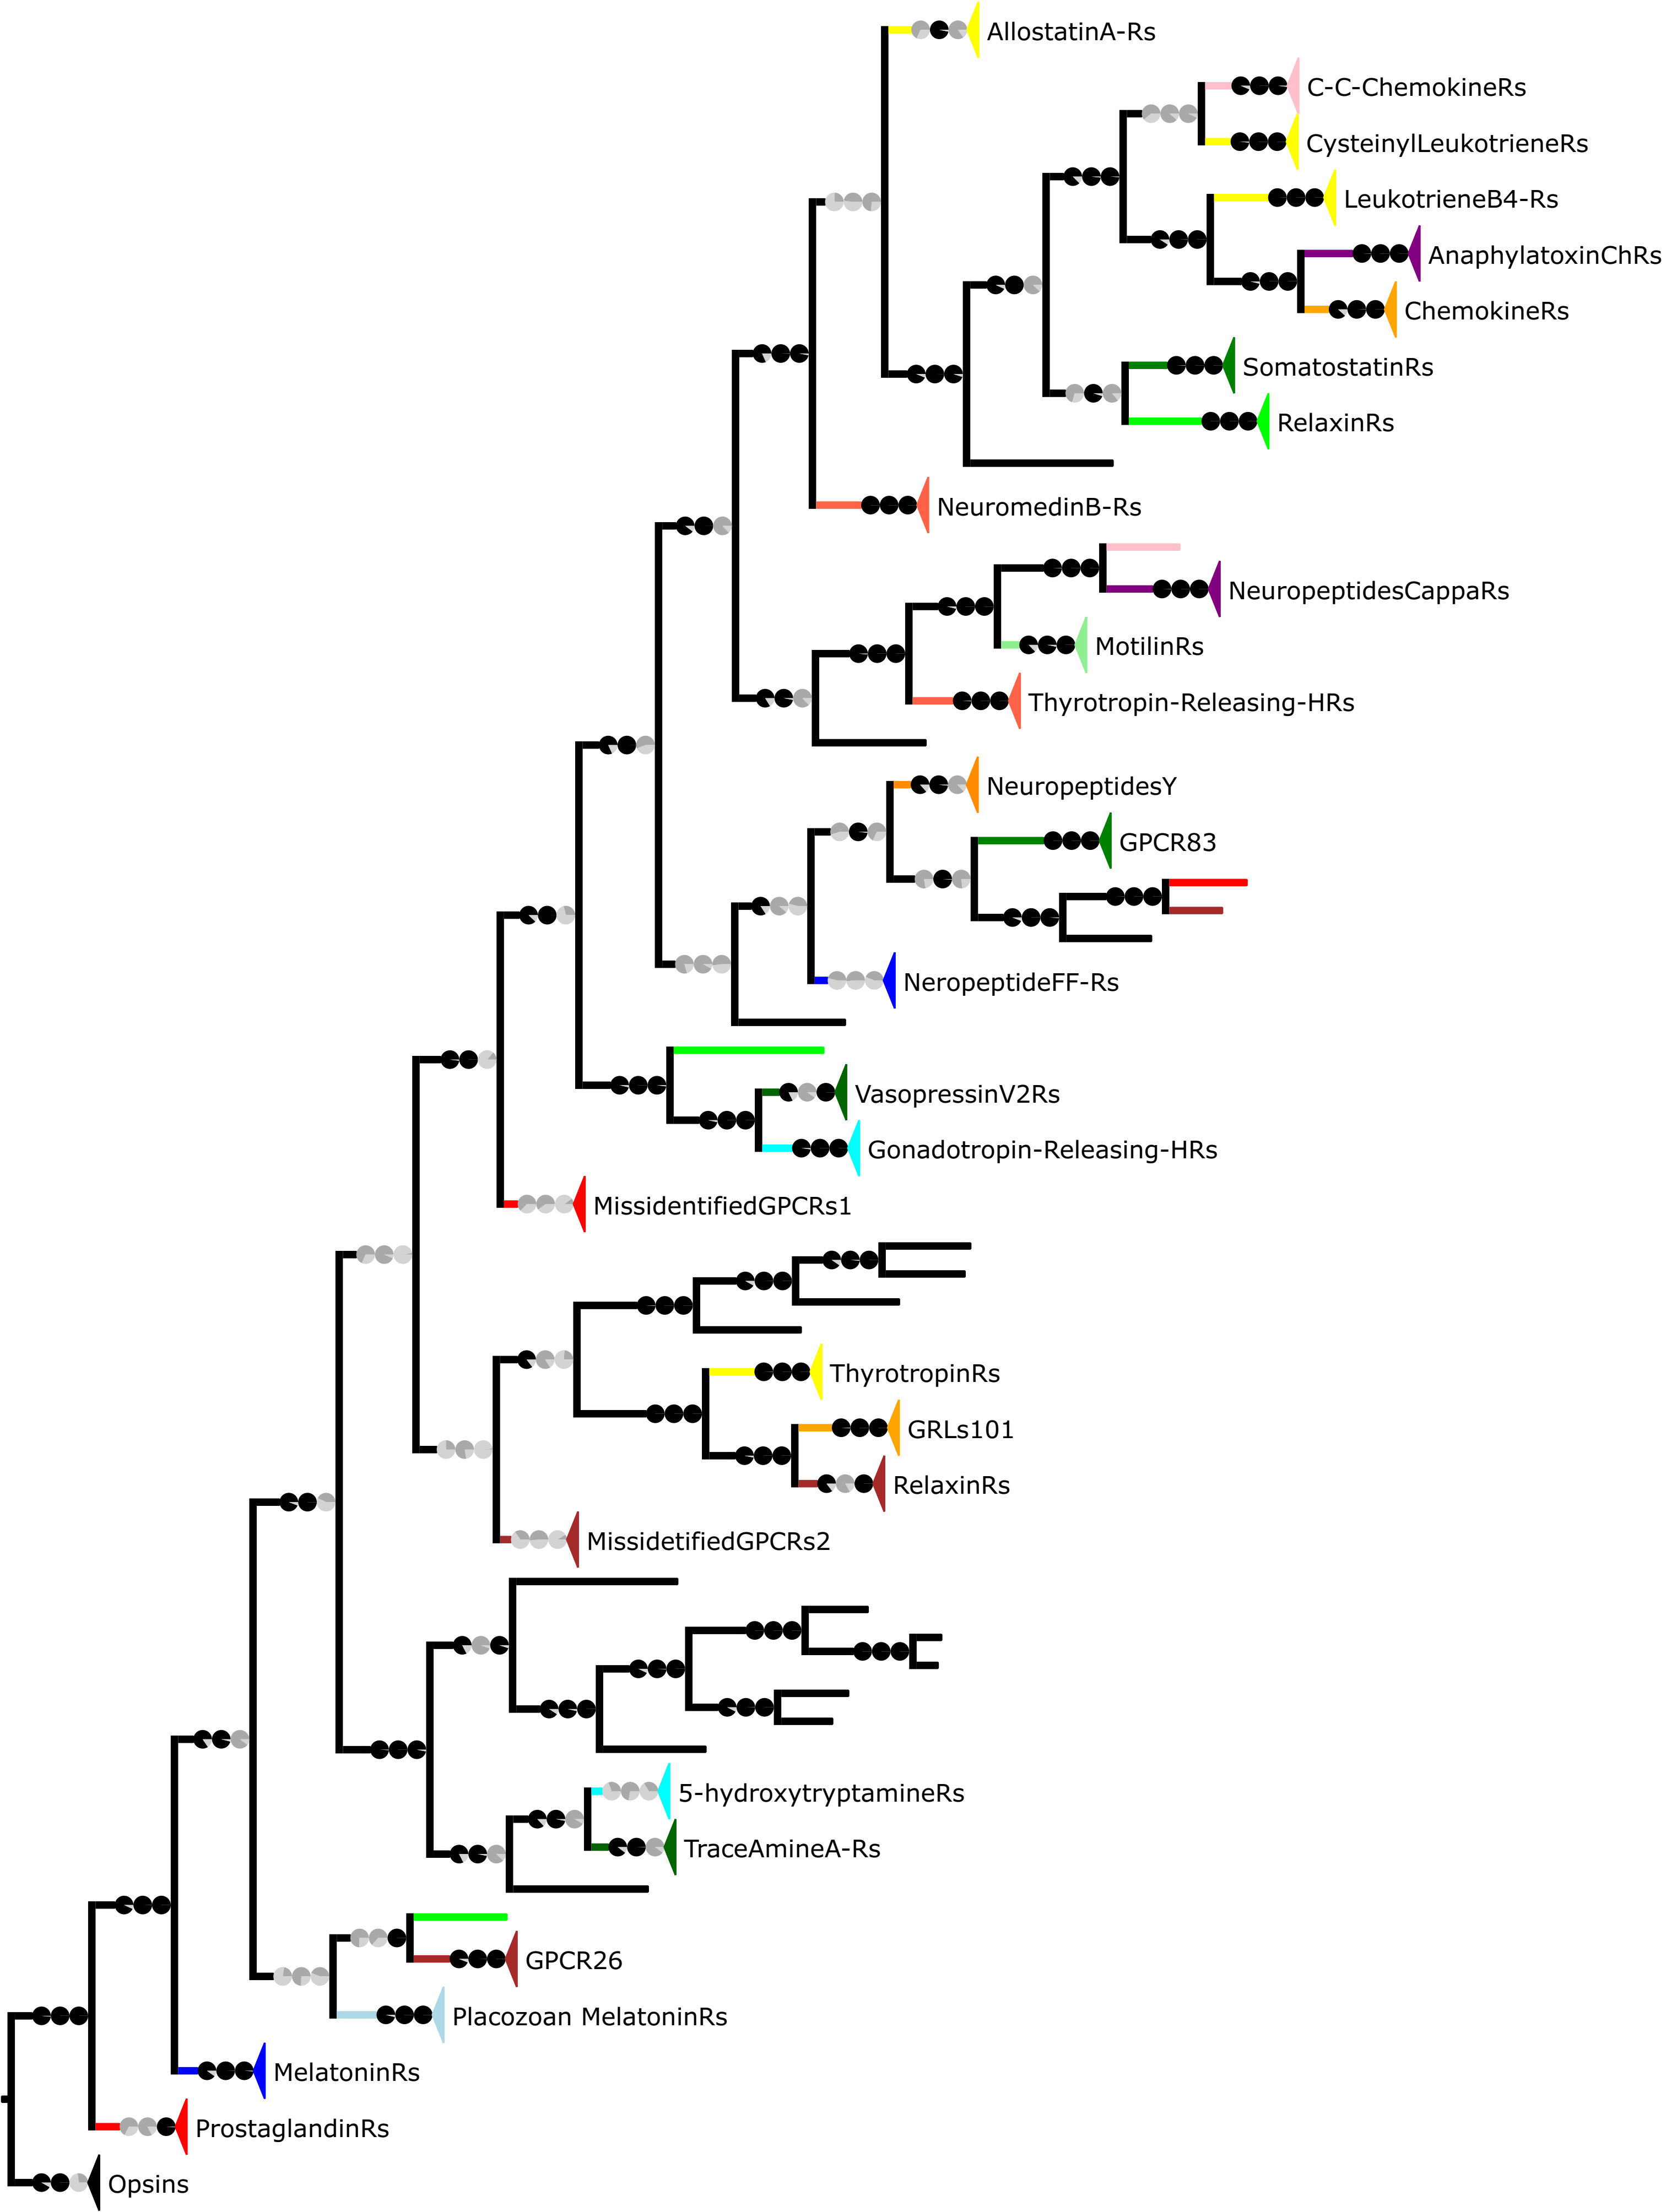 AllostatinA-Rs
C-C-ChemokineRs
CysteinylLeukotrieneRs
LeukotrieneB4-Rs
AnaphylatoxinChRs
ChemokineRs
SomatostatinRs
RelaxinRs
NeuromedinB-Rs
NeuropeptidesCappaRs
MotilinRs
Thyrotropin-Releasing-HRs
NeuropeptidesY
GPCR83
NeropeptideFF-Rs
VasopressinV2Rs
Gonadotropin-Releasing-HRs
MissidentifiedGPCRs1
ThyrotropinRs
GRLs101
RelaxinRs
MissidetifiedGPCRs2
5-hydroxytryptamineRs
TraceAmineA-Rs
GPCR26
Placozoan MelatoninRs
MelatoninRs
ProstaglandinRs
Opsins